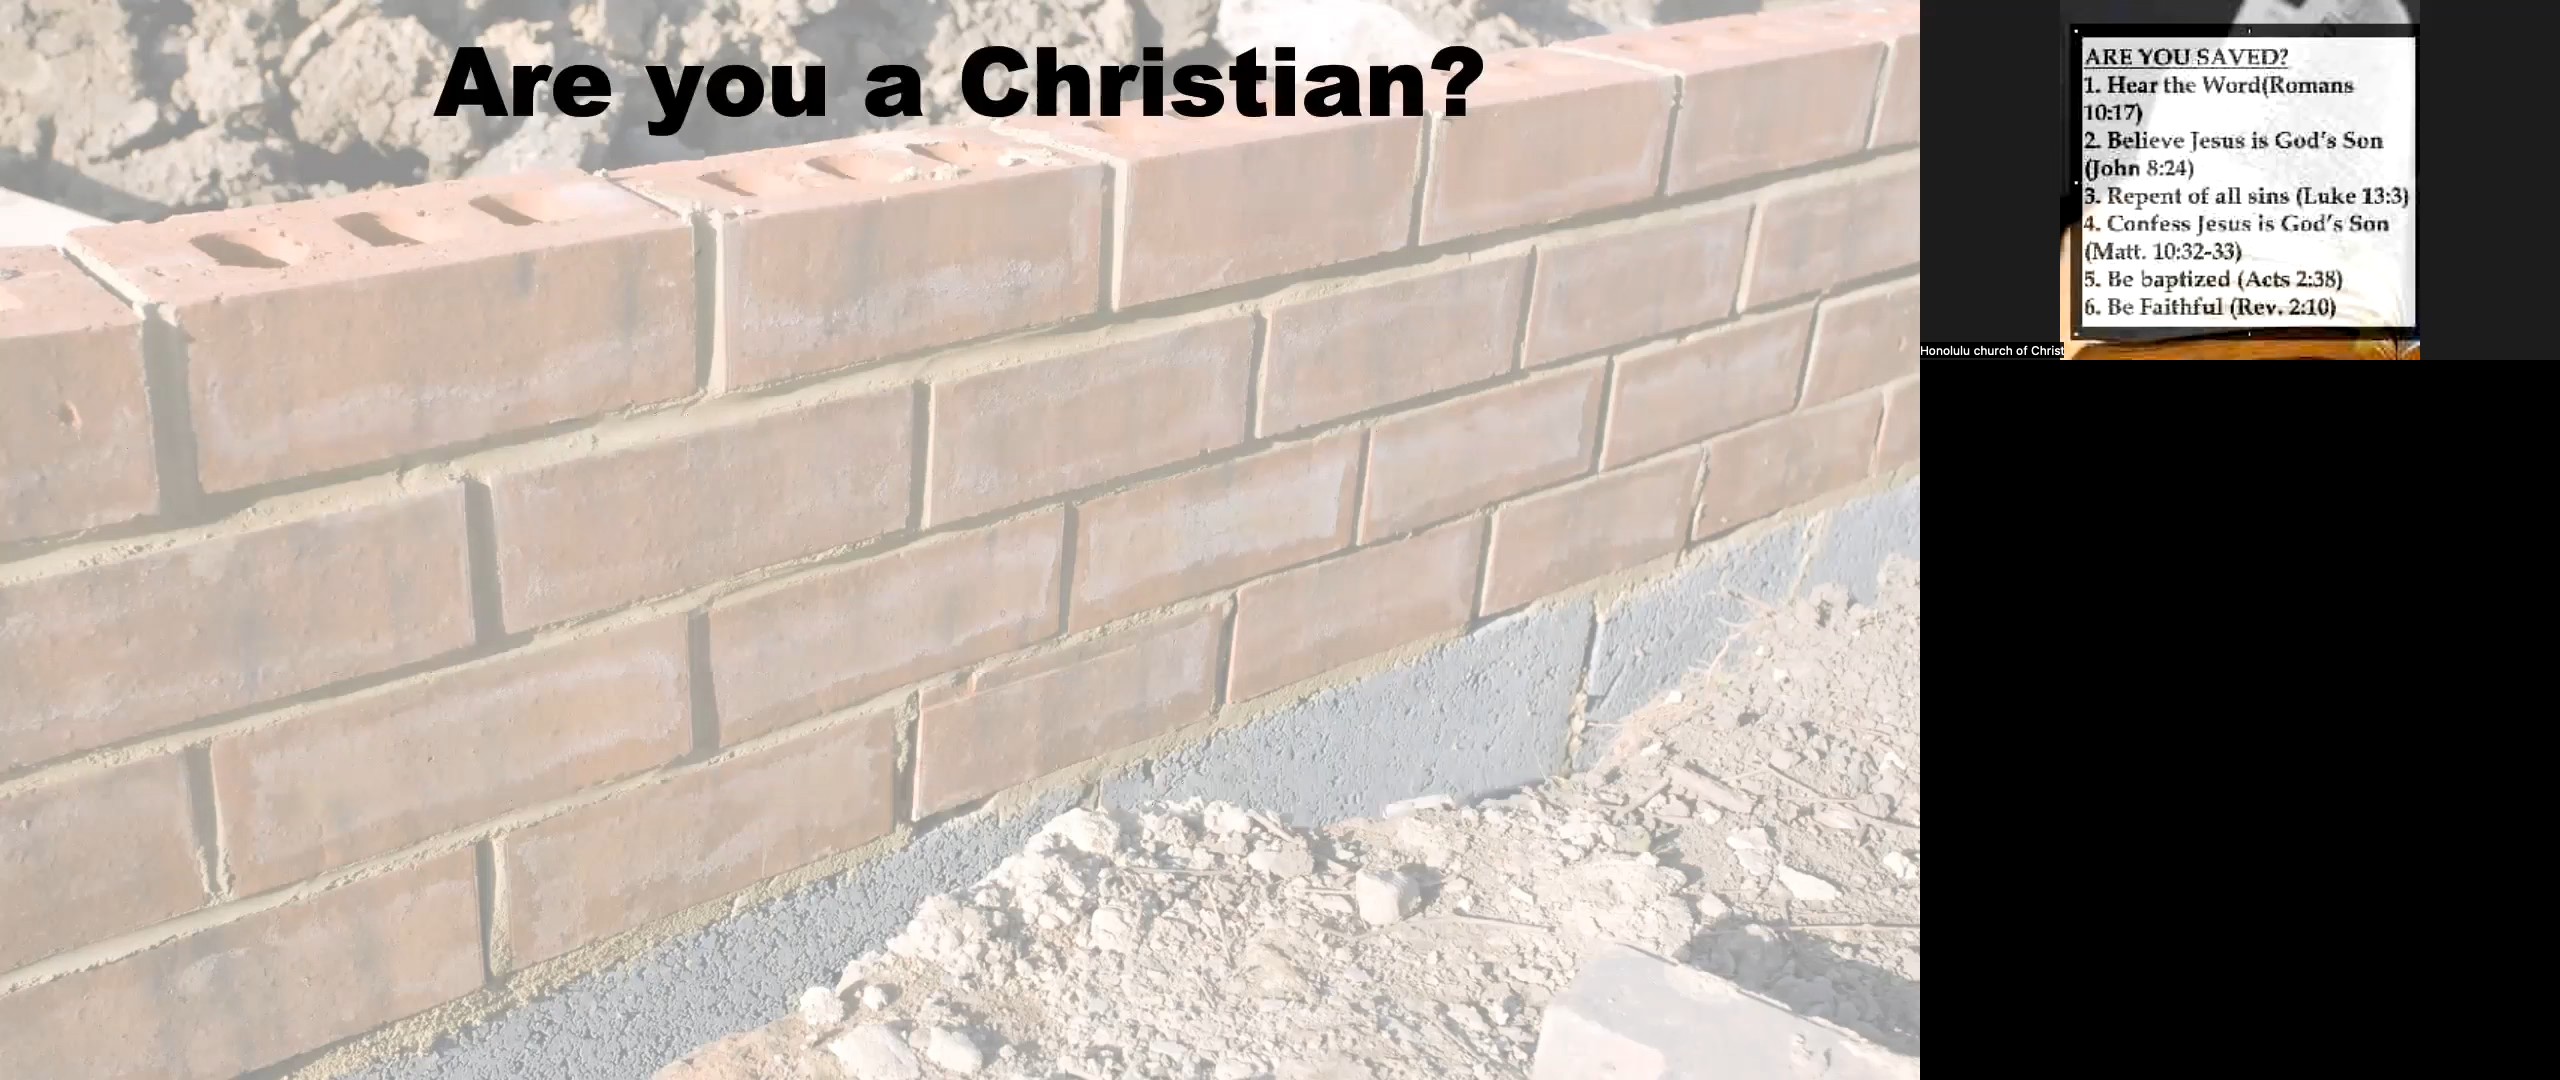 Are you a Christian?
ARE YOU SAVED?
1. Hear the Word(Romans
10:17)
2. Believe Jesus is God's Son
(John 8:24)
3. Repent of all sins (Luke 13:3)
4. Confess Jesus is God's Son
(Matt. 10:32-33)
5. Be baptized (Acts 2:38)
6. Be Faithful (Rev. 2:10)
Honolulu church of Christ